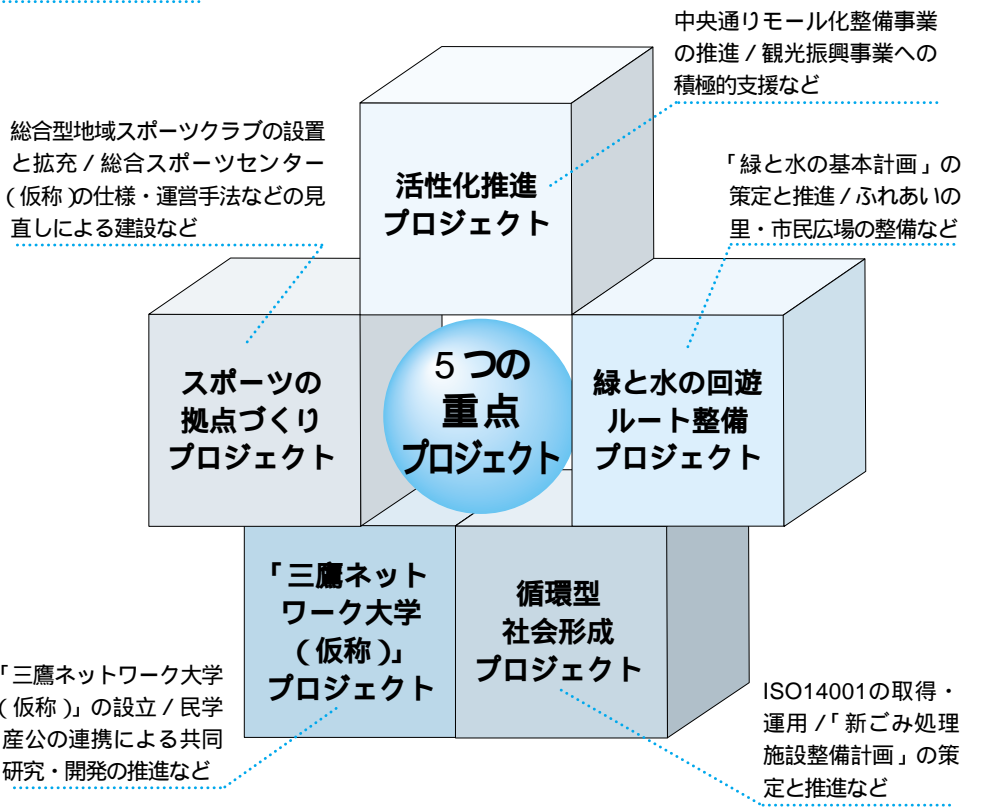 中央通りモール化整備事業
の推進 / 観光振興事業への
積極的支援など
総合型地域スポーツクラブの設置
と拡充 / 総合スポーツセンター
(仮称)の仕様・運営手法などの見
直しによる建設など
活性化推進
プロジェクト
「緑と水の基本計画」の
策定と推進 / ふれあいの
里・市民広場の整備など
スポーツの
拠点づくり
プロジェクト
5つの
重点
プロジェクト
緑と水の回遊
ルート整備
プロジェクト
「三鷹ネット
ワーク大学
(仮称)」
プロジェクト
循環型
社会形成
プロジェクト
「三鷹ネットワーク大学
(仮称)」の設立 / 民学
産公の連携による共同
研究・開発の推進など
ISO14001の取得・
運用 /「新ごみ処理
施設整備計画」の策
定と推進など